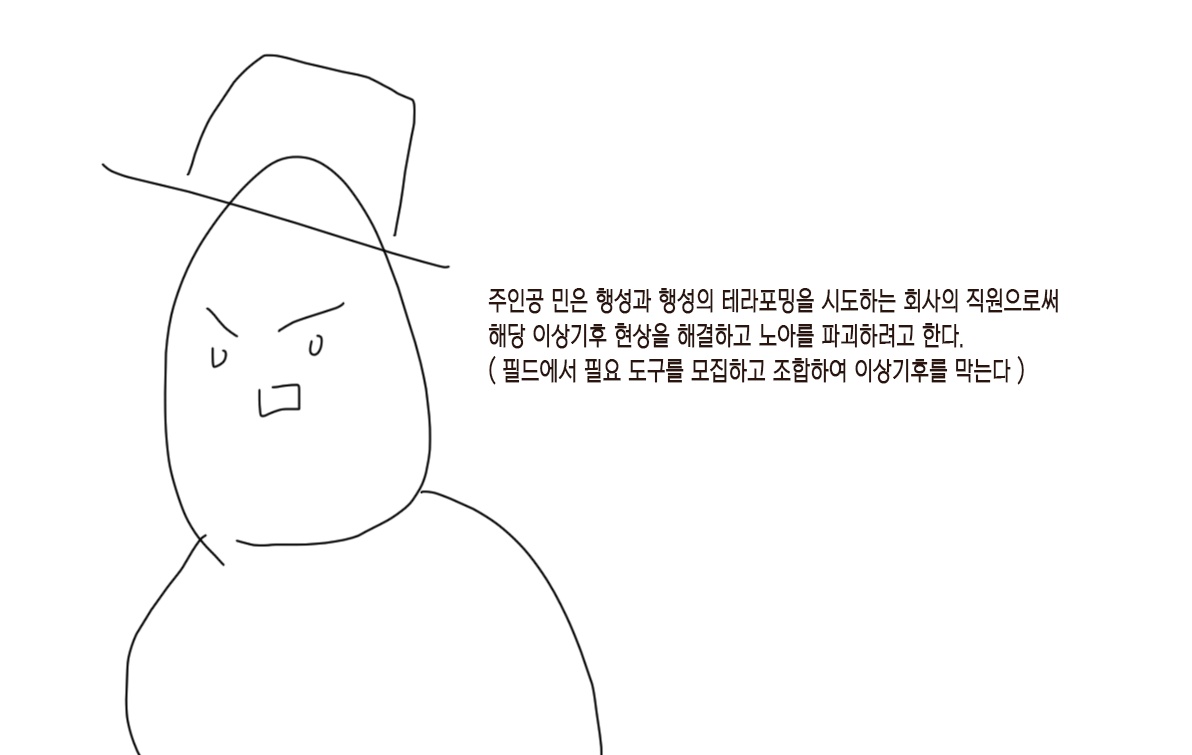 주인공 민은 행성과 행성의 테라포밍을 시도하는 회사의 직원으로써
해당 이상기후 현상을 해결하고 노아를 파괴하려고 한다.
( 필드에서 필요 도구를 모집하고 조합하여 이상기후를 막는다 )